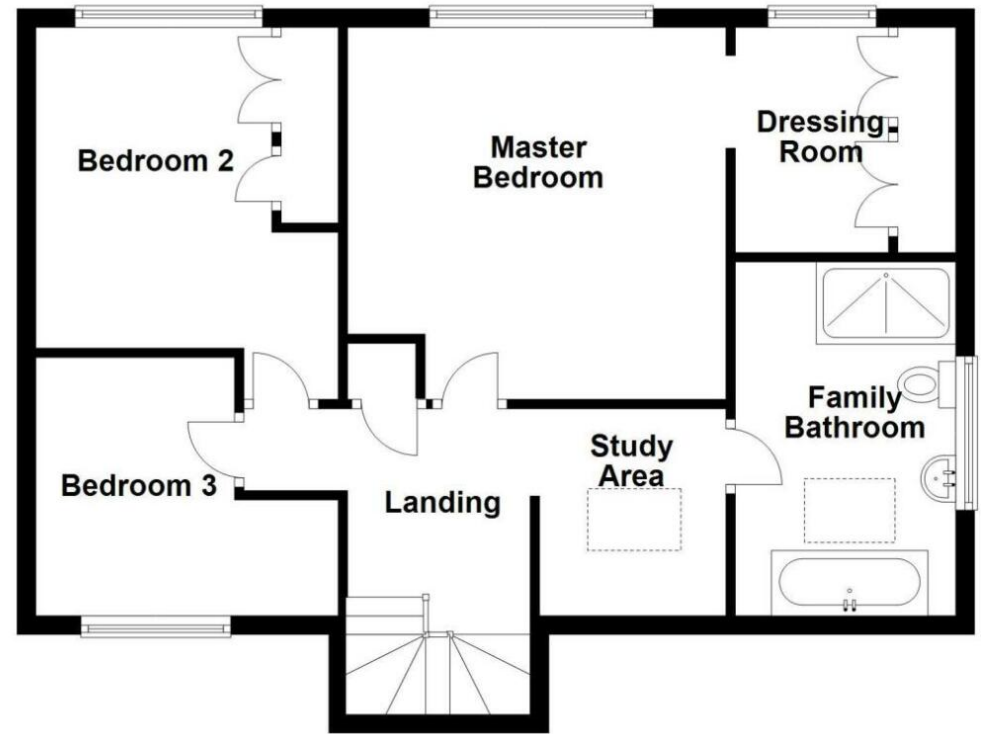 Bedroom 2
Master
Bedroom
Dressing
Room
Family
Bathroom
Study
Area
Bedroom 3
Landing